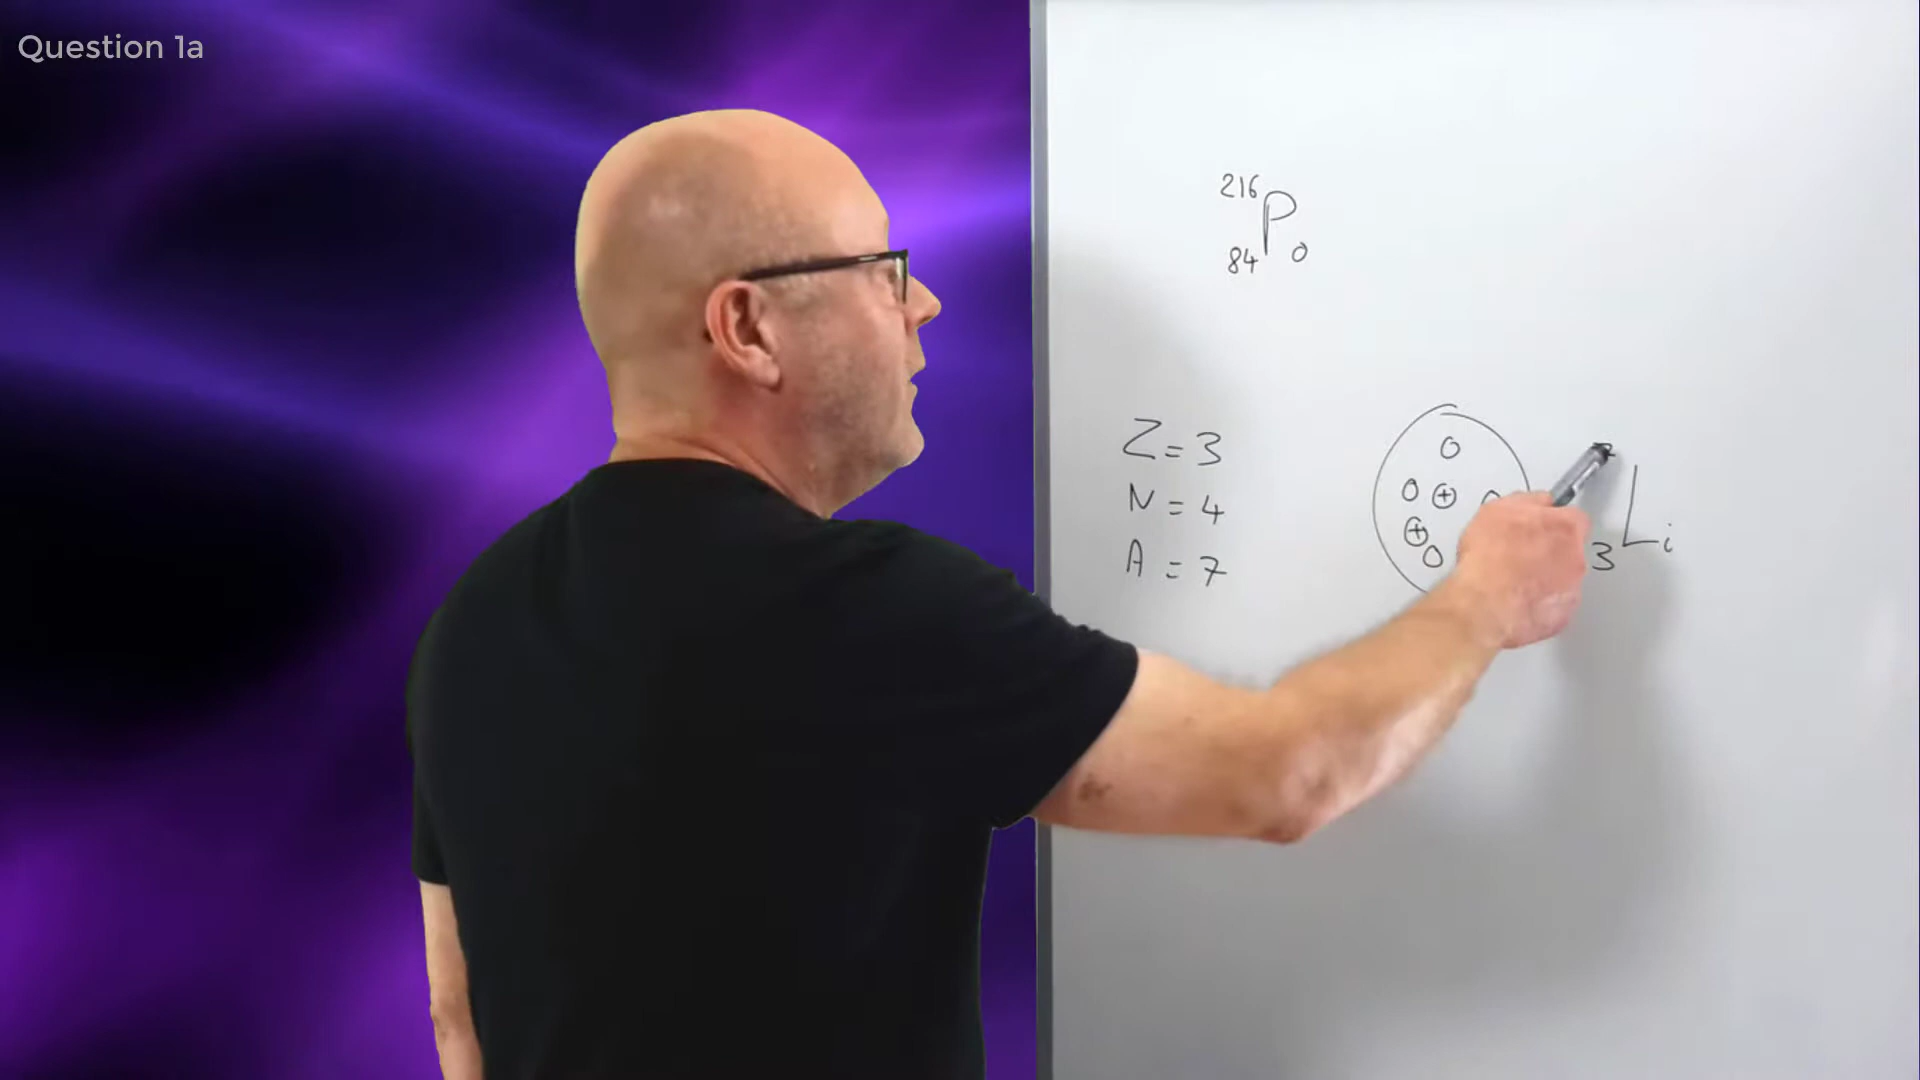 Question 1a
216
Po
84
Z = 3
N = 4
A = 7
Li
3